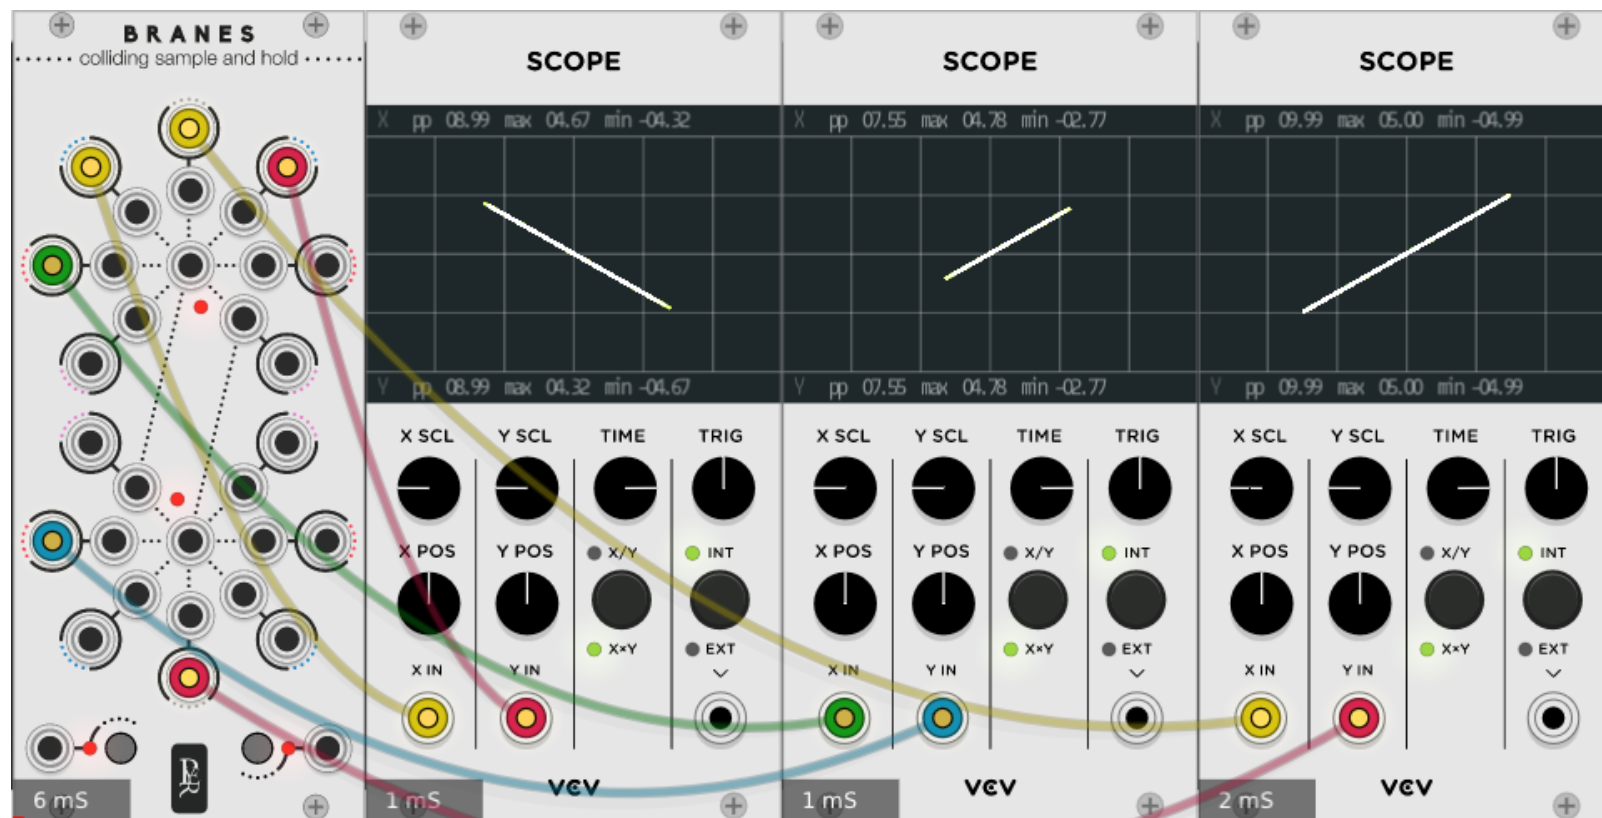 BRANES
colliding sample and hold
6 mS
SCOPE
X pp 08.99 max 04.67 min -04.32
Y pp 08.99 max 04.32 min -04.67
X SCL Y SCL TIME TRIG
X POS Y POS X/Y INT
X×Y EXT
X IN Y IN
VCV
1 mS
SCOPE
X pp 07.55 max 04.78 min -02.77
Y pp 07.55 max 04.78 min -02.77
X SCL Y SCL TIME TRIG
X POS Y POS X/Y INT
X×Y EXT
X IN Y IN
VCV
1 mS
SCOPE
X pp 09.99 max 05.00 min -04.99
Y pp 09.99 max 05.00 min -04.99
X SCL Y SCL TIME TRIG
X POS Y POS X/Y INT
X×Y EXT
X IN Y IN
VCV
2 mS